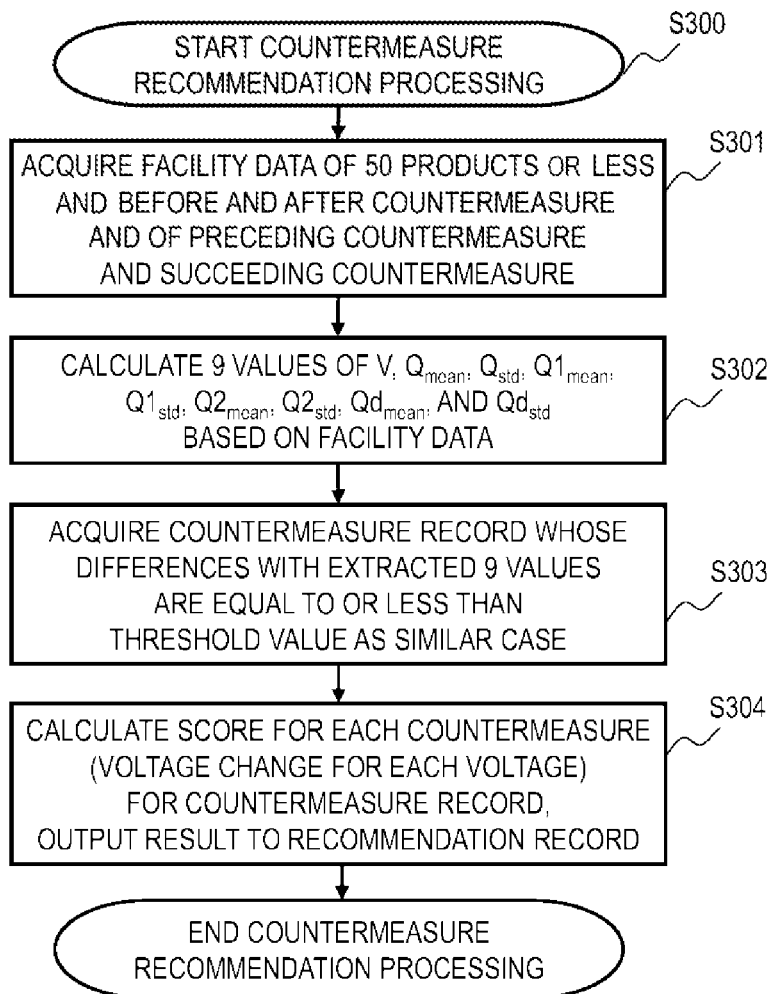 START COUNTERMEASURE
RECOMMENDATION PROCESSING
S300
ACQUIRE FACILITY DATA OF 50 PRODUCTS OR LESS
AND BEFORE AND AFTER COUNTERMEASURE
AND OF PRECEDING COUNTERMEASURE
AND SUCCEEDING COUNTERMEASURE
S301
CALCULATE 9 VALUES OF V, Qmean, Qstd, Q1mean,
Q1std, Q2mean, Q2std, Qdmean, AND Qdstd
BASED ON FACILITY DATA
S302
ACQUIRE COUNTERMEASURE RECORD WHOSE
DIFFERENCES WITH EXTRACTED 9 VALUES
ARE EQUAL TO OR LESS THAN
THRESHOLD VALUE AS SIMILAR CASE
S303
CALCULATE SCORE FOR EACH COUNTERMEASURE
(VOLTAGE CHANGE FOR EACH VOLTAGE)
FOR COUNTERMEASURE RECORD,
OUTPUT RESULT TO RECOMMENDATION RECORD
S304
END COUNTERMEASURE
RECOMMENDATION PROCESSING